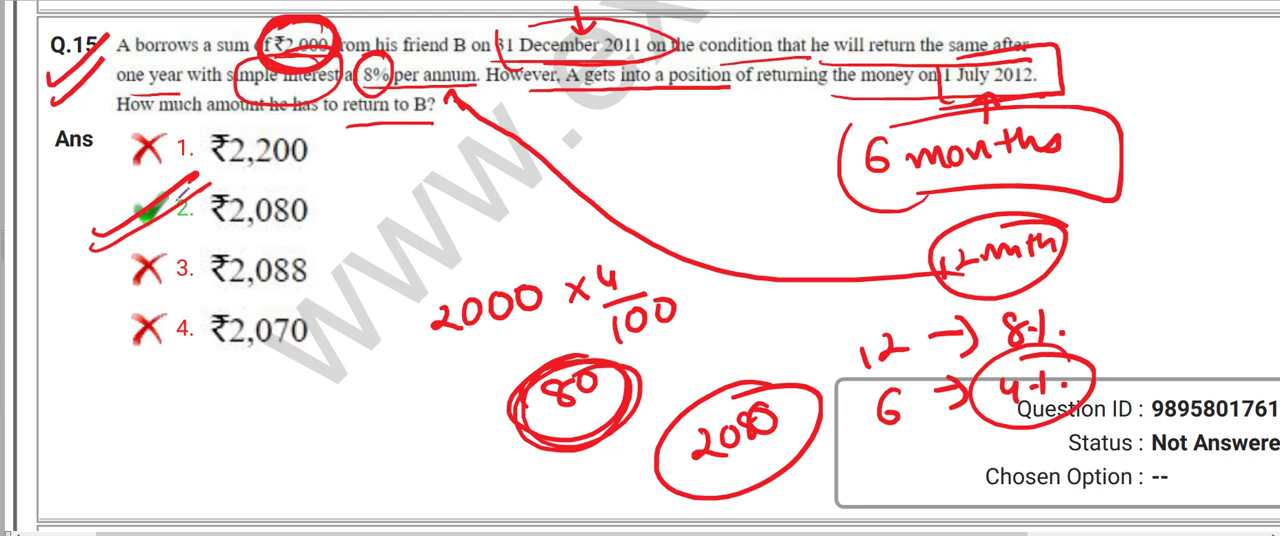 Q.15 A borrows a sum of ₹2,000 from his friend B on 31 December 2011 on the condition that he will return the same after
one year with simple interest at 8% per annum. However, A gets into a position of returning the money on 1 July 2012.
How much amount he has to return to B?
Ans
1. ₹2,200
2. ₹2,080
3. ₹2,088
4. ₹2,070
6 months
12 mnth
2000 × 4/100
80
2080
12 → 8%.
6 → 4%.
Question ID : 9895801761
Status : Not Answere
Chosen Option : --
www.ex